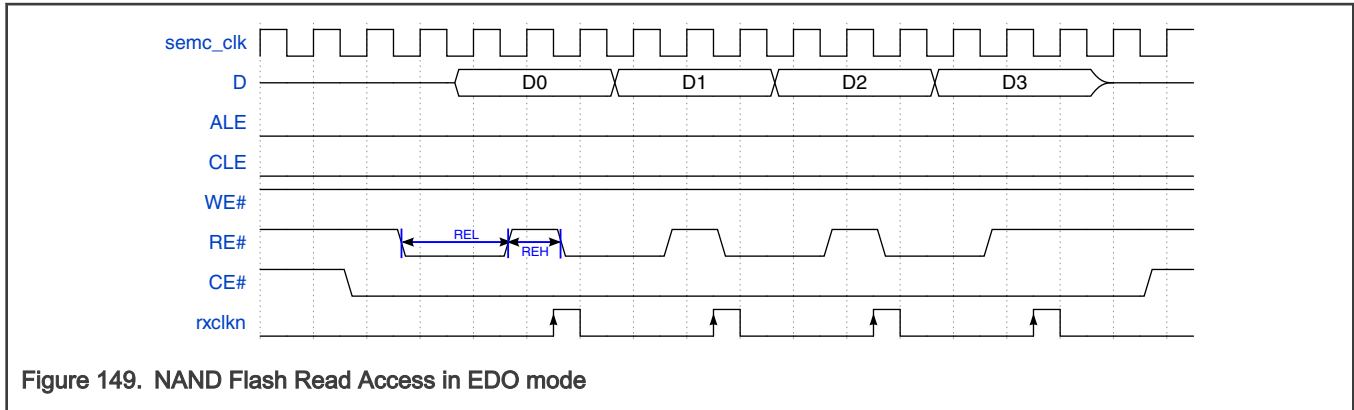 semc_clk
D D0 D1 D2 D3
ALE
CLE
WE#
RE# REL REH
CE#
rxclkn
Figure 149. NAND Flash Read Access in EDO mode